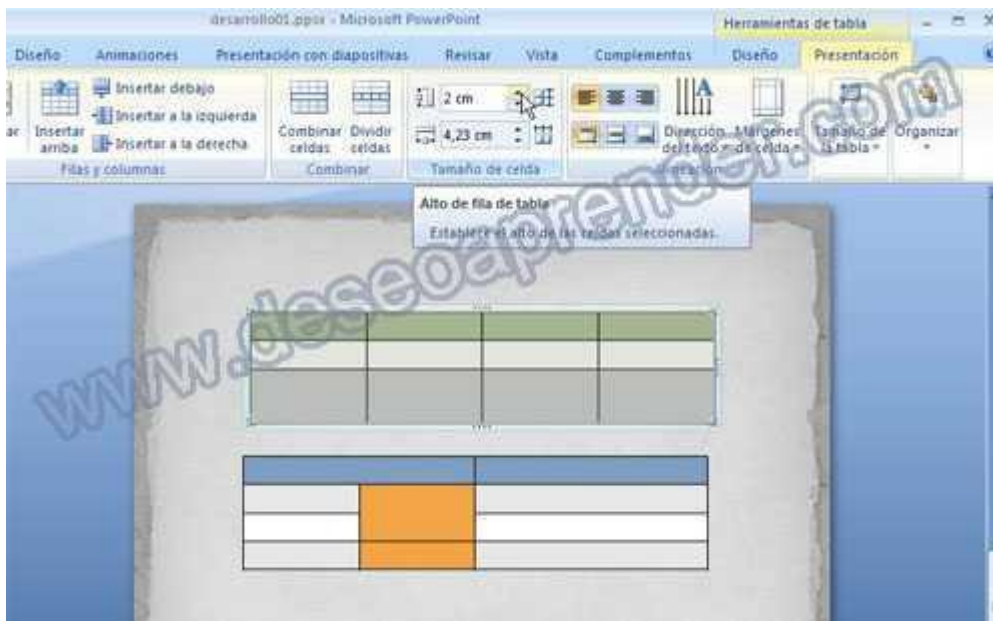 desarrollo01.pptx - Microsoft PowerPoint
Herramientas de tabla
Diseño Animaciones Presentación con diapositivas Revisar Vista Complementos Diseño Presentación
Insertar arriba
Insertar debajo
Insertar a la izquierda
Insertar a la derecha
Filas y columnas
Combinar celdas
Dividir celdas
Combinar
2 cm
4,23 cm
Tamaño de celda
Dirección del texto
Márgenes de celda
Alineación
Tamaño de la tabla
Organizar
Alto de fila de tabla
Establece el alto de las celdas seleccionadas.
www.deseoaprender.com